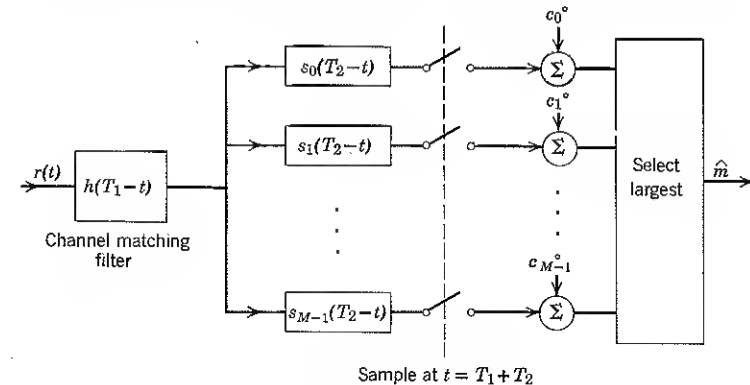 c₀°
s₀(T₂−t)
Σ
c₁°
s₁(T₂−t)
Σ
r(t)
h(T₁−t)
Select
largest
m̂
Channel matching
filter
c°M−1
sM−1(T₂−t)
Σ
Sample at t = T₁+T₂